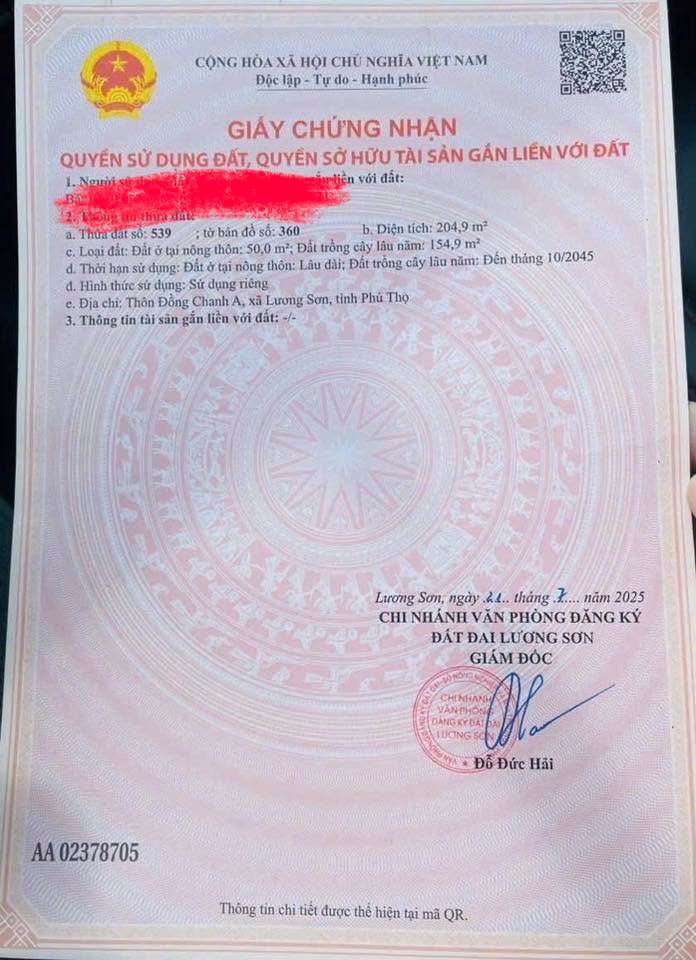 CỘNG HÒA XÃ HỘI CHỦ NGHĨA VIỆT NAM
Độc lập - Tự do - Hạnh phúc
GIẤY CHỨNG NHẬN
QUYỀN SỬ DỤNG ĐẤT, QUYỀN SỞ HỮU TÀI SẢN GẮN LIỀN VỚI ĐẤT
1. Người liền với đất:
2. Thông tin thửa đất:
a. Thửa đất số: 539 ; tờ bản đồ số: 360 b. Diện tích: 204,9 m²
c. Loại đất: Đất ở tại nông thôn: 50,0 m²; Đất trồng cây lâu năm: 154,9 m²
d. Thời hạn sử dụng: Đất ở tại nông thôn: Lâu dài; Đất trồng cây lâu năm: Đến tháng 10/2045
đ. Hình thức sử dụng: Sử dụng riêng
e. Địa chỉ: Thôn Đồng Chanh A, xã Lương Sơn, tỉnh Phú Thọ
3. Thông tin tài sản gắn liền với đất: -/-
Lương Sơn, ngày 21 tháng 7 năm 2025
CHI NHÁNH VĂN PHÒNG ĐĂNG KÝ
ĐẤT ĐAI LƯƠNG SƠN
GIÁM ĐỐC
CHI NHÁNH
VĂN PHÒNG
ĐĂNG KÝ ĐẤT ĐAI
LƯƠNG SƠN
Đỗ Đức Hải
AA 02378705
Thông tin chi tiết được thể hiện tại mã QR.